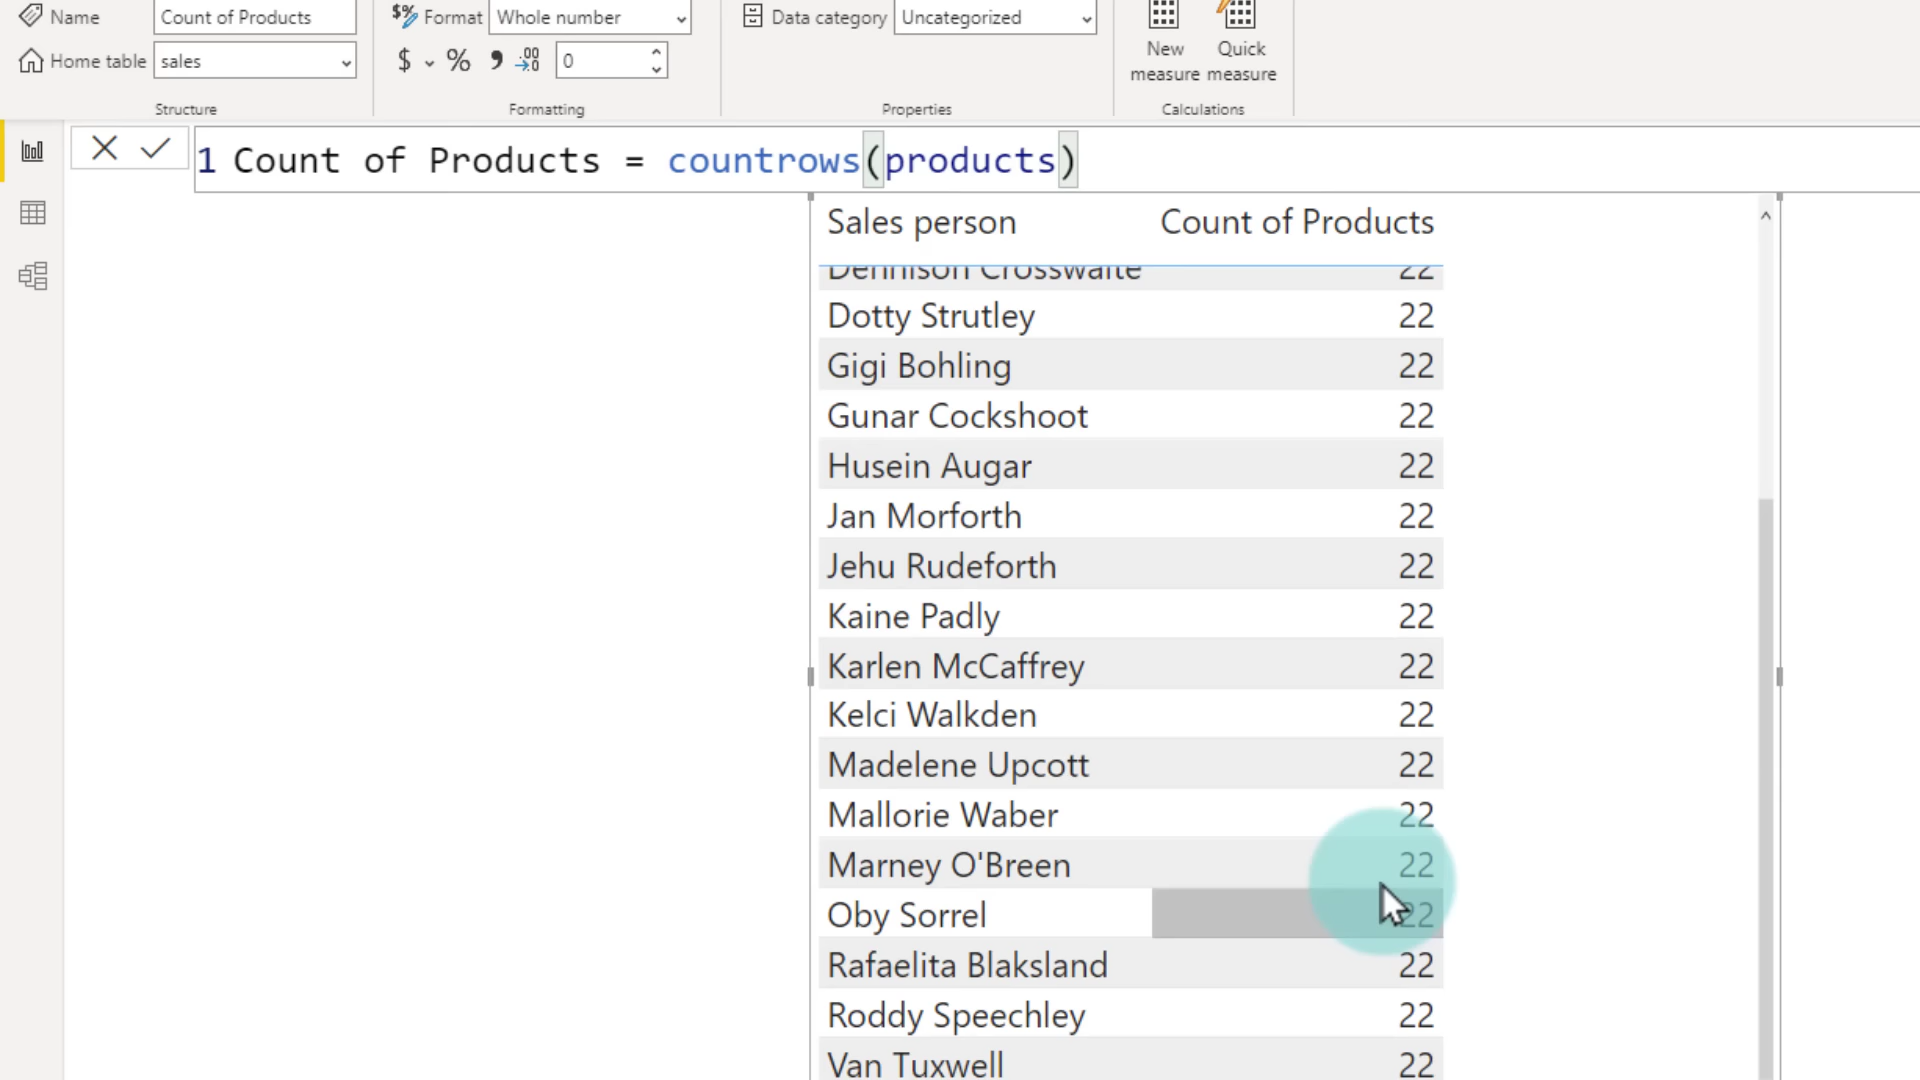 Name Count of Products
Format Whole number
Data category Uncategorized
New measure
Quick measure
Home table sales
$ % 0
Structure
Formatting
Properties
Calculations
1 Count of Products = countrows(products)
Sales person Count of Products
Dennison Crosswaite 22
Dotty Strutley 22
Gigi Bohling 22
Gunar Cockshoot 22
Husein Augar 22
Jan Morforth 22
Jehu Rudeforth 22
Kaine Padly 22
Karlen McCaffrey 22
Kelci Walkden 22
Madelene Upcott 22
Mallorie Waber 22
Marney O'Breen 22
Oby Sorrel 22
Rafaelita Blaksland 22
Roddy Speechley 22
Van Tuxwell 22